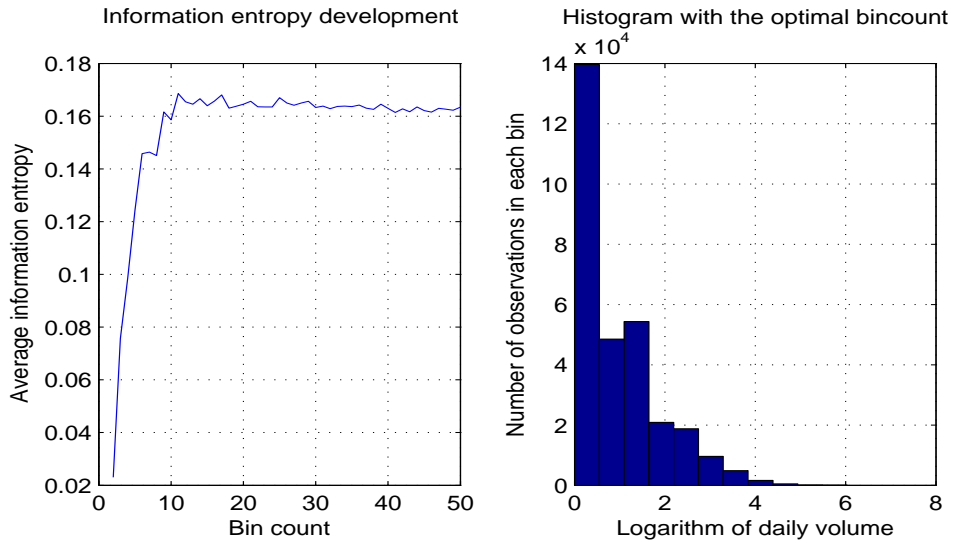 Information entropy development
0.18
0.16
0.14
0.12
0.1
0.08
0.06
0.04
0.02
0 10 20 30 40 50
Bin count
Average information entropy
Histogram with the optimal bincount
x 10^4
14
12
10
8
6
4
2
0
0 2 4 6 8
Logarithm of daily volume
Number of observations in each bin